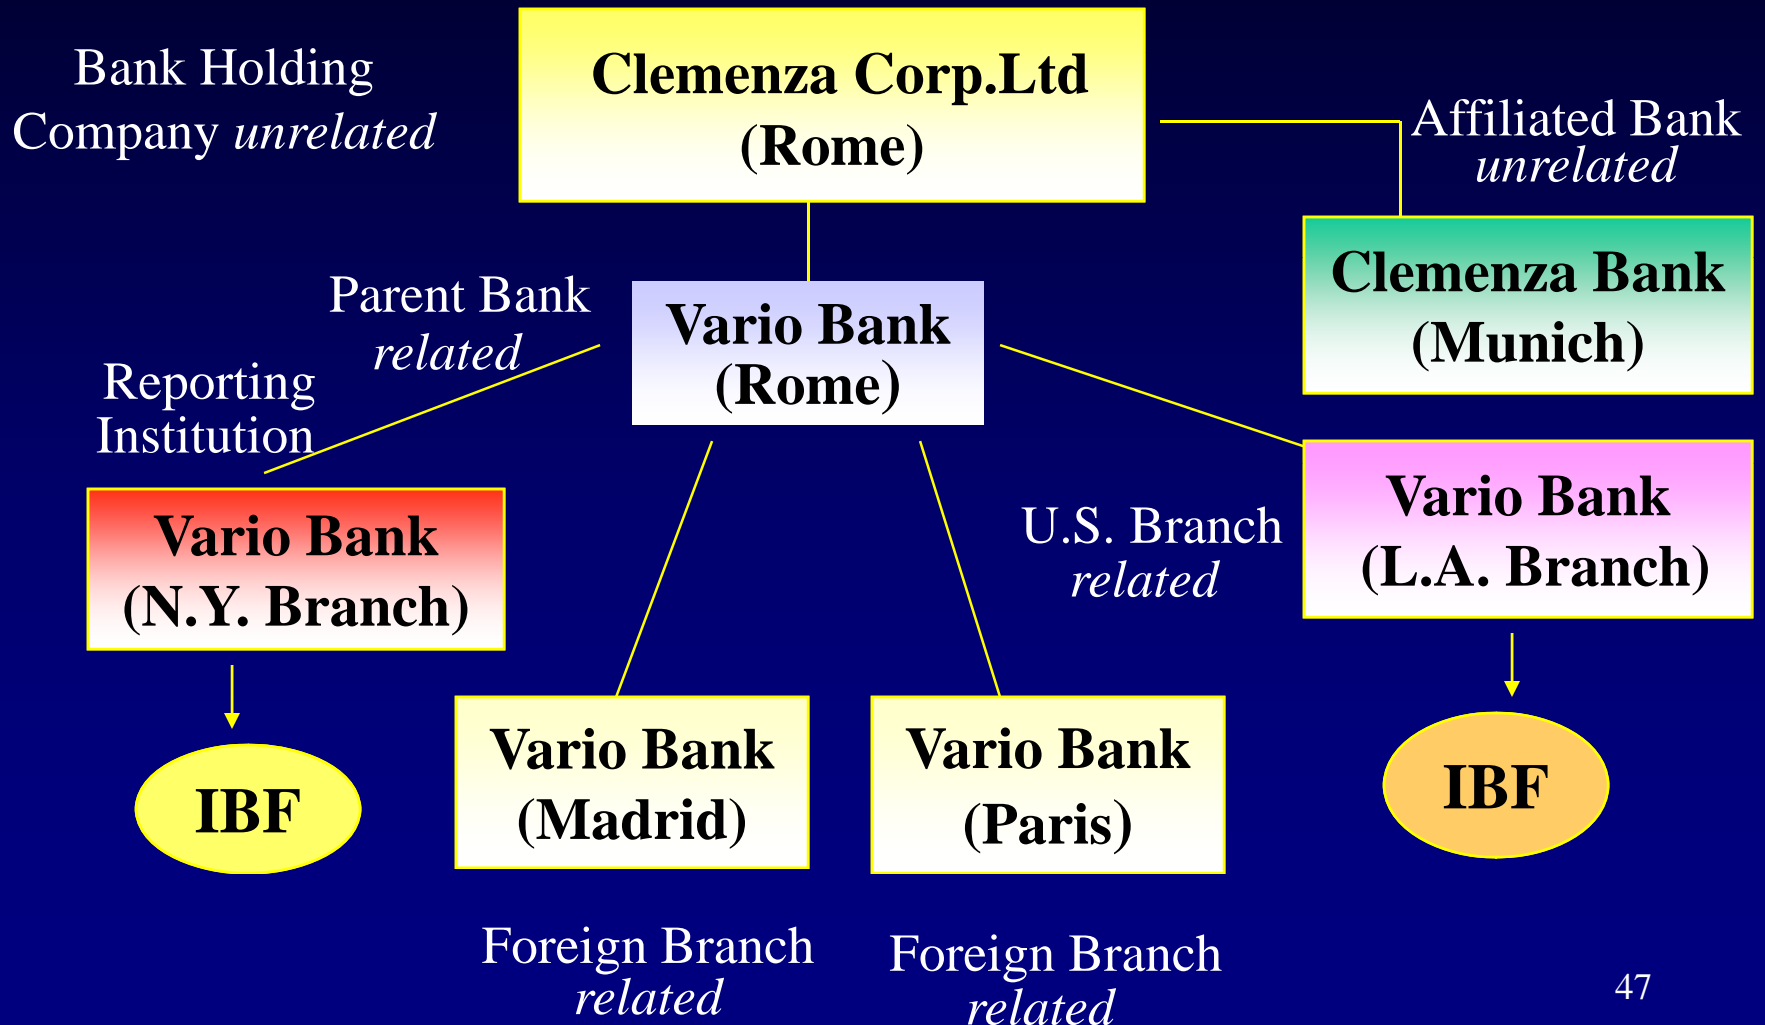 Bank Holding
Company unrelated
Clemenza Corp.Ltd
(Rome)
Affiliated Bank
unrelated
Clemenza Bank
(Munich)
Parent Bank
related
Vario Bank
(Rome)
Reporting
Institution
Vario Bank
(N.Y. Branch)
U.S. Branch
related
Vario Bank
(L.A. Branch)
IBF
Vario Bank
(Madrid)
Vario Bank
(Paris)
IBF
Foreign Branch
related
Foreign Branch
related
47